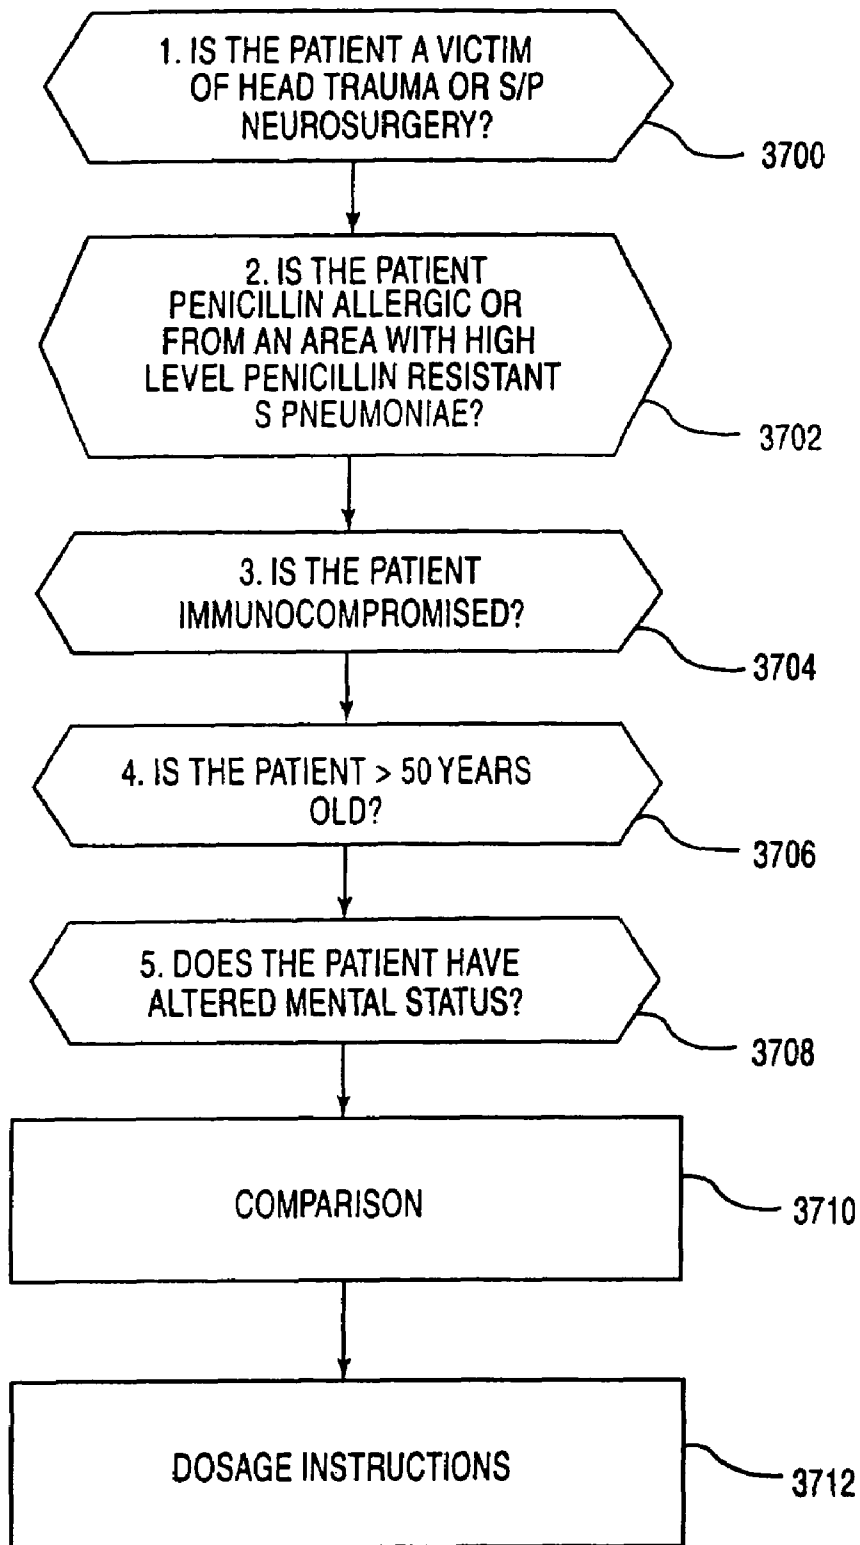 1. IS THE PATIENT A VICTIM
OF HEAD TRAUMA OR S/P
NEUROSURGERY?
3700
2. IS THE PATIENT
PENICILLIN ALLERGIC OR
FROM AN AREA WITH HIGH
LEVEL PENICILLIN RESISTANT
S PNEUMONIAE?
3702
3. IS THE PATIENT
IMMUNOCOMPROMISED?
3704
4. IS THE PATIENT > 50 YEARS
OLD?
3706
5. DOES THE PATIENT HAVE
ALTERED MENTAL STATUS?
3708
COMPARISON
3710
DOSAGE INSTRUCTIONS
3712